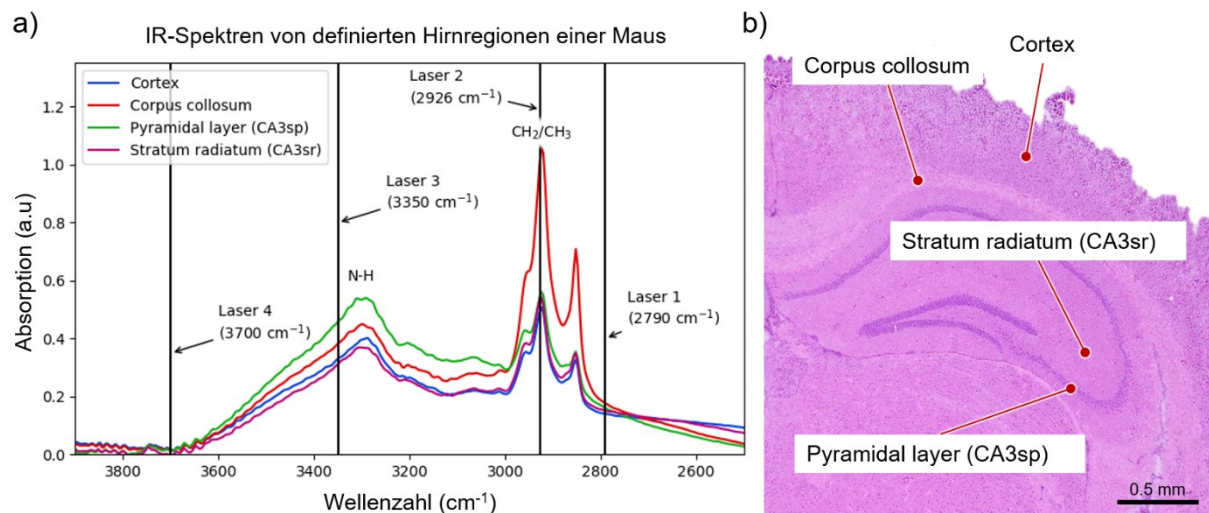 a)
IR-Spektren von definierten Hirnregionen einer Maus
Cortex
Corpus collosum
Pyramidal layer (CA3sp)
Stratum radiatum (CA3sr)
Laser 2
(2926 cm⁻¹)
CH₂/CH₃
Laser 3
(3350 cm⁻¹)
N-H
Laser 4
(3700 cm⁻¹)
Laser 1
(2790 cm⁻¹)
Absorption (a.u)
1.2
1.0
0.8
0.6
0.4
0.2
0.0
3800
3600
3400
3200
3000
2800
2600
Wellenzahl (cm⁻¹)
b)
Cortex
Corpus collosum
Stratum radiatum (CA3sr)
Pyramidal layer (CA3sp)
0.5 mm